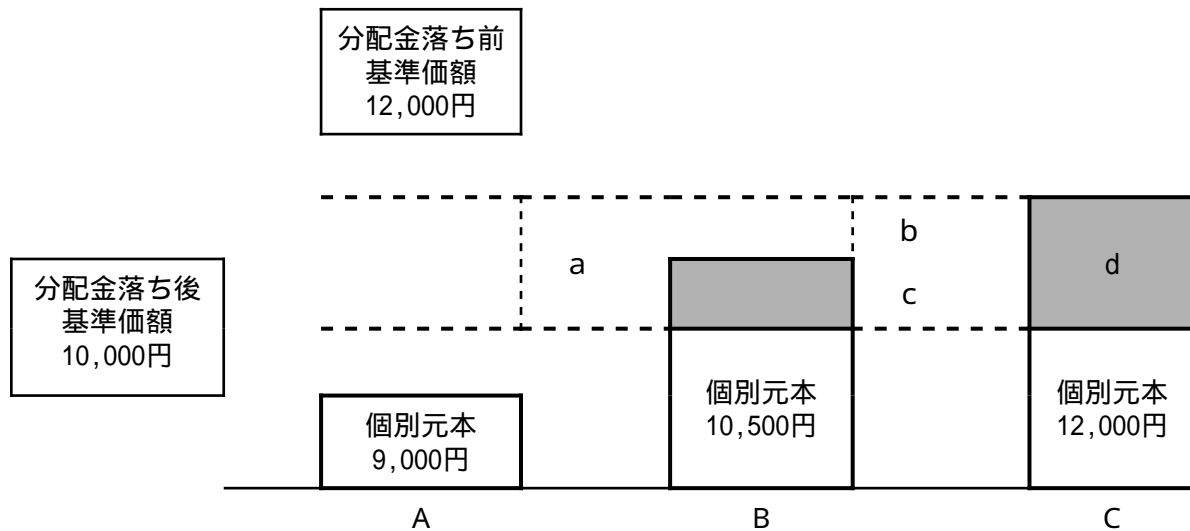 分配金落ち前
基準価額
12,000円
a
b
c
d
分配金落ち後
基準価額
10,000円
個別元本
9,000円
個別元本
10,500円
個別元本
12,000円
A
B
C